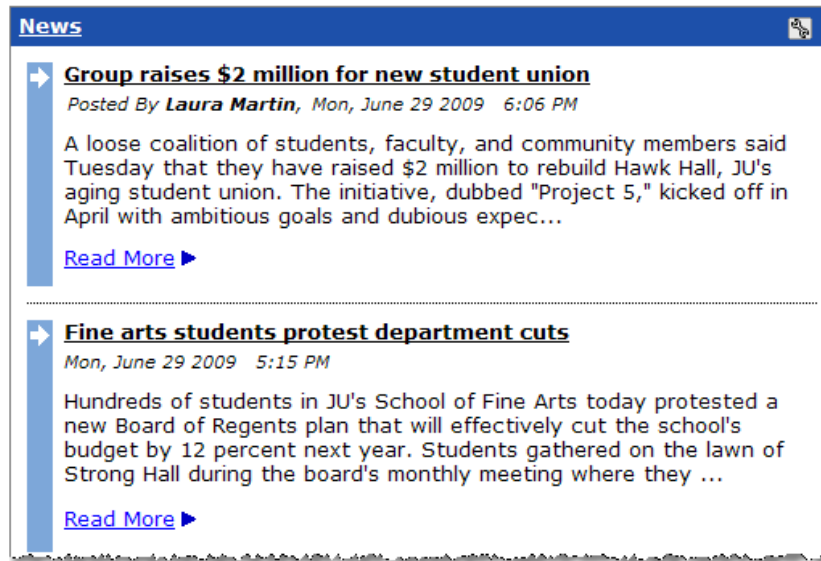 News
Group raises $2 million for new student union
Posted By Laura Martin, Mon, June 29 2009 6:06 PM
A loose coalition of students, faculty, and community members said
Tuesday that they have raised $2 million to rebuild Hawk Hall, JU's
aging student union. The initiative, dubbed "Project 5," kicked off in
April with ambitious goals and dubious expec...
Read More
Fine arts students protest department cuts
Mon, June 29 2009 5:15 PM
Hundreds of students in JU's School of Fine Arts today protested a
new Board of Regents plan that will effectively cut the school's
budget by 12 percent next year. Students gathered on the lawn of
Strong Hall during the board's monthly meeting where they ...
Read More